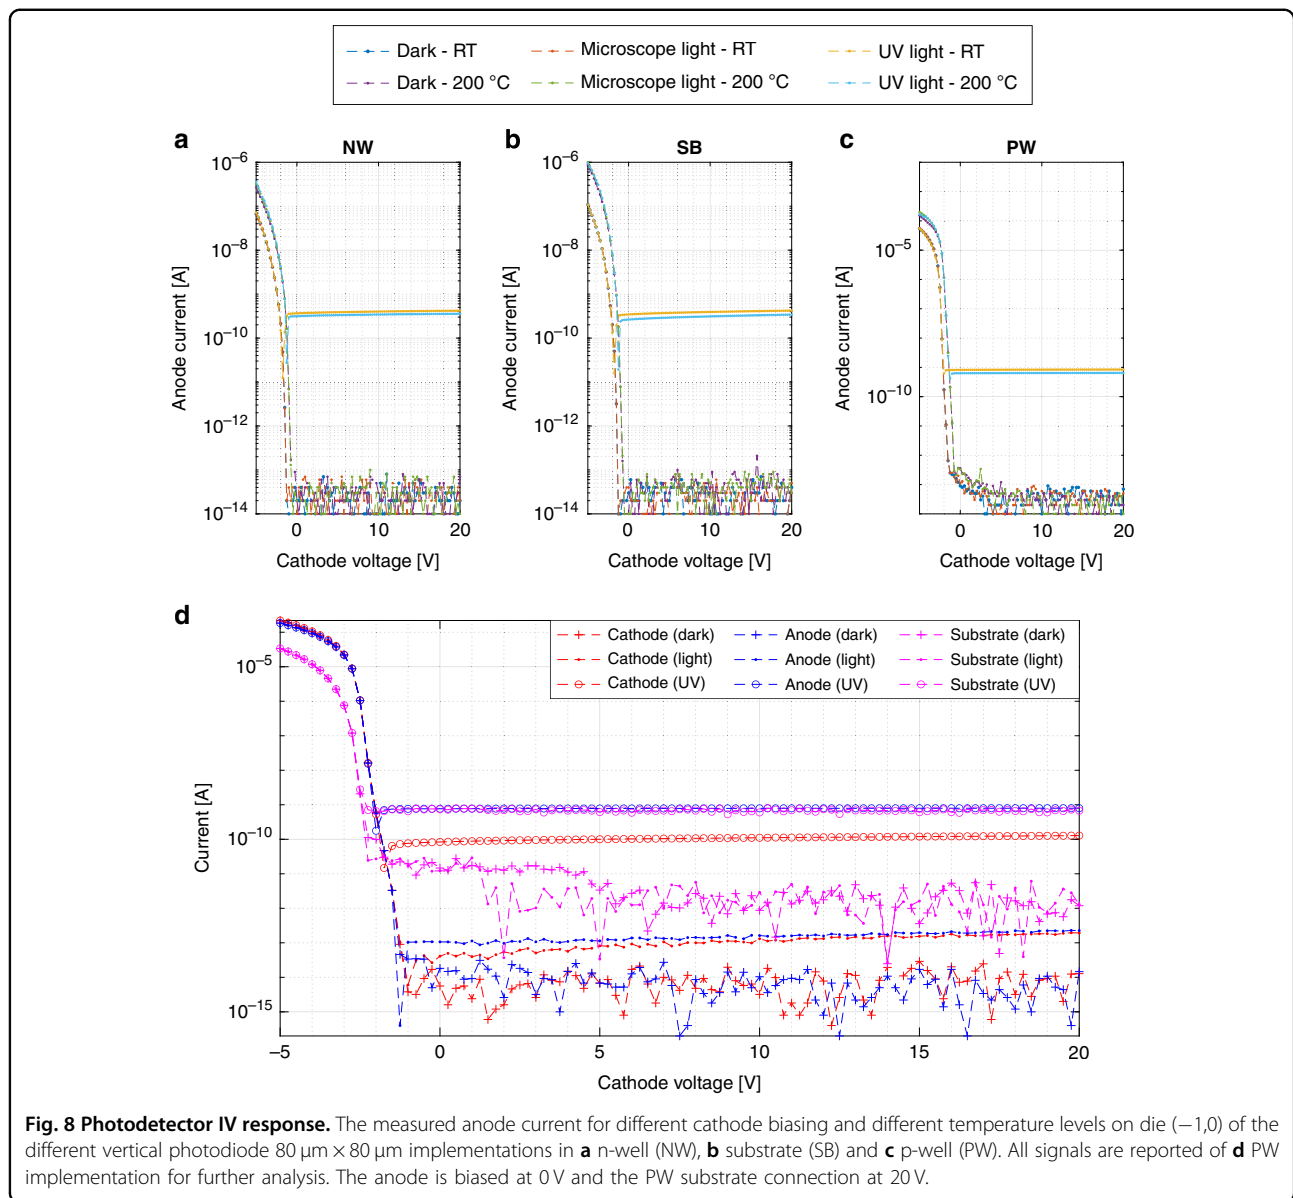 Dark - RT Microscope light - RT UV light - RT
Dark - 200 °C Microscope light - 200 °C UV light - 200 °C
a NW
10⁻⁶
10⁻⁸
10⁻¹⁰
10⁻¹²
10⁻¹⁴
Anode current [A]
0 10 20
Cathode voltage [V]
b SB
10⁻⁶
10⁻⁸
10⁻¹⁰
10⁻¹²
10⁻¹⁴
Anode current [A]
0 10 20
Cathode voltage [V]
c PW
10⁻⁵
10⁻¹⁰
Anode current [A]
0 10 20
Cathode voltage [V]
d
Cathode (dark) Anode (dark) Substrate (dark)
Cathode (light) Anode (light) Substrate (light)
Cathode (UV) Anode (UV) Substrate (UV)
10⁻⁵
10⁻¹⁰
10⁻¹⁵
Current [A]
−5 0 5 10 15 20
Cathode voltage [V]
Fig. 8 Photodetector IV response. The measured anode current for different cathode biasing and different temperature levels on die (−1,0) of the
different vertical photodiode 80 μm × 80 μm implementations in a n-well (NW), b substrate (SB) and c p-well (PW). All signals are reported of d PW
implementation for further analysis. The anode is biased at 0 V and the PW substrate connection at 20 V.